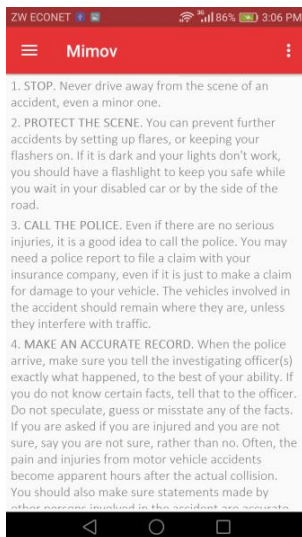 ZW ECONET 3G 86% 3:06 PM
Mimov
1. STOP. Never drive away from the scene of an
accident, even a minor one.
2. PROTECT THE SCENE. You can prevent further
accidents by setting up flares, or keeping your
flashers on. If it is dark and your lights don't work,
you should have a flashlight to keep you safe while
you wait in your disabled car or by the side of the
road.
3. CALL THE POLICE. Even if there are no serious
injuries, it is a good idea to call the police. You may
need a police report to file a claim with your
insurance company, even if it is just to make a claim
for damage to your vehicle. The vehicles involved in
the accident should remain where they are, unless
they interfere with traffic.
4. MAKE AN ACCURATE RECORD. When the police
arrive, make sure you tell the investigating officer(s)
exactly what happened, to the best of your ability. If
you do not know certain facts, tell that to the officer.
Do not speculate, guess or misstate any of the facts.
If you are asked if you are injured and you are not
sure, say you are not sure, rather than no. Often, the
pain and injuries from motor vehicle accidents
become apparent hours after the actual collision.
You should also make sure statements made by
other persons involved in the accident are accurate